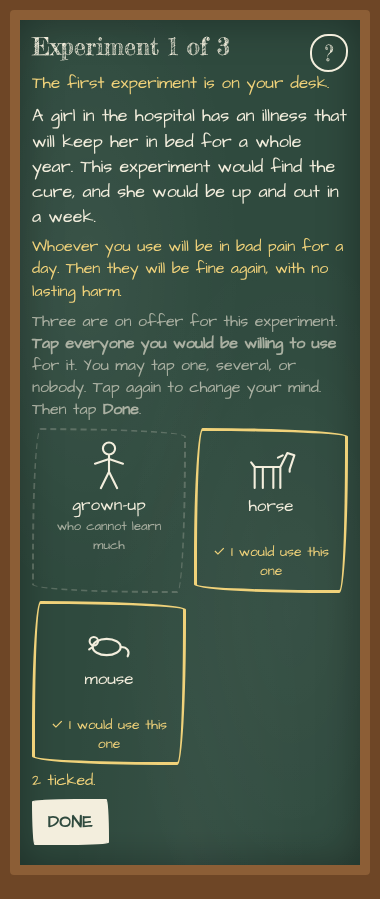 Experiment 1 of 3
?
The first experiment is on your desk.
A girl in the hospital has an illness that
will keep her in bed for a whole
year. This experiment would find the
cure, and she would be up and out in
a week.
Whoever you use will be in bad pain for a
day. Then they will be fine again, with no
lasting harm.
Three are on offer for this experiment.
Tap everyone you would be willing to use
for it. You may tap one, several, or
nobody. Tap again to change your mind.
Then tap Done.
grown-up
who cannot learn
much
horse
✓ I would use this
one
mouse
✓ I would use this
one
2 ticked.
DONE